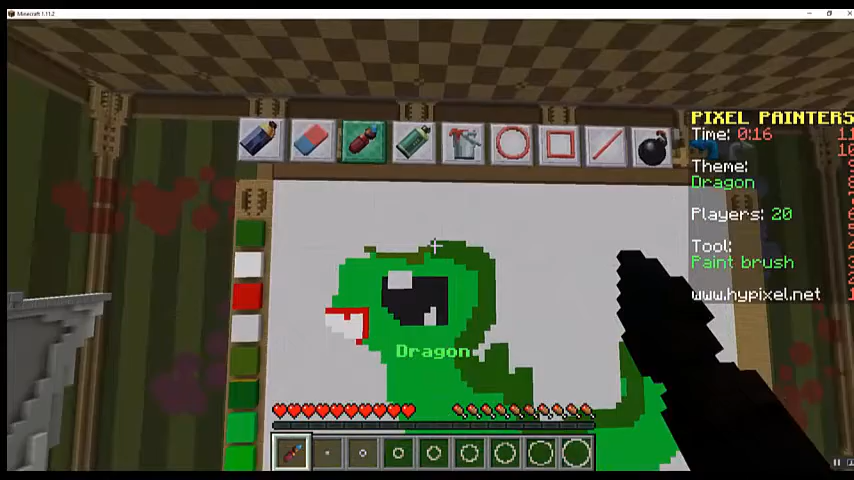 Minecraft 1.11.2
PIXEL PAINTERS
Time: 0:16
Theme:
Dragon
Players: 20
Tool:
Paint brush
www.hypixel.net
Dragon